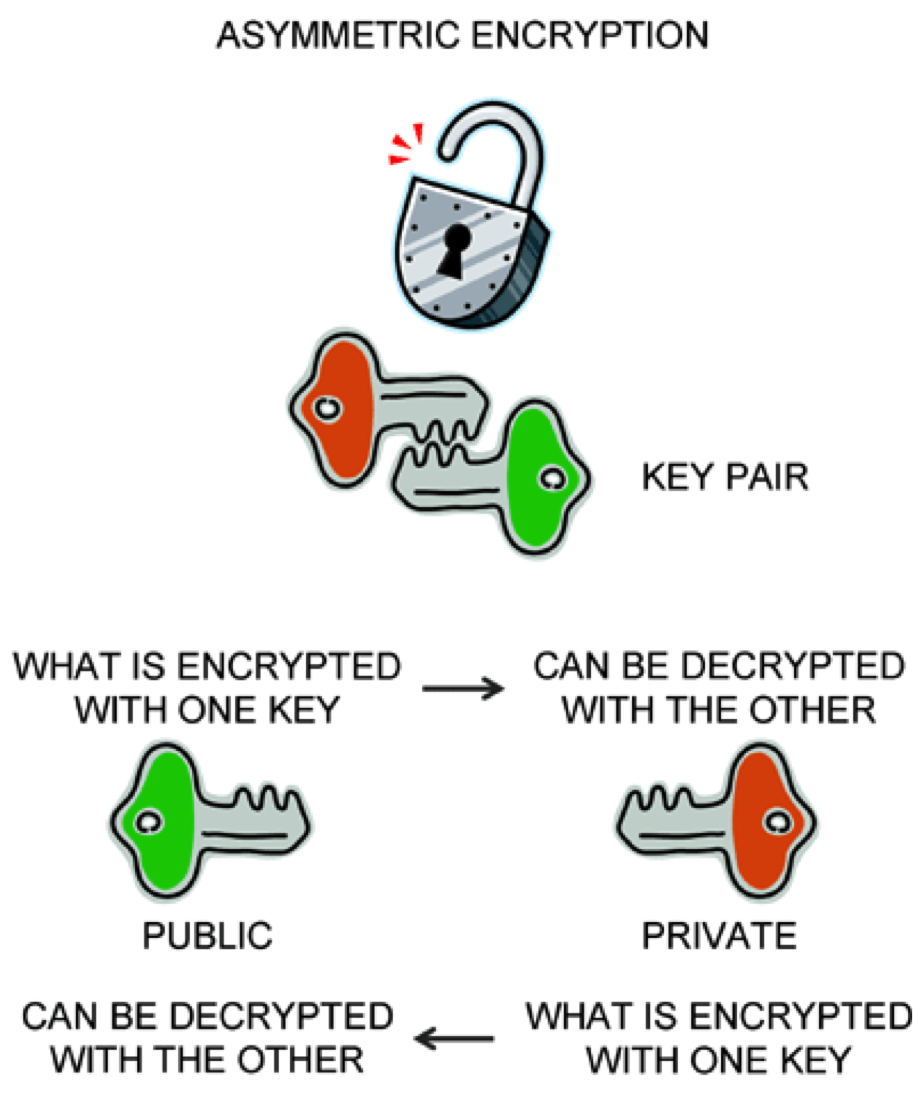 ASYMMETRIC ENCRYPTION
KEY PAIR
WHAT IS ENCRYPTED
WITH ONE KEY
CAN BE DECRYPTED
WITH THE OTHER
PUBLIC
PRIVATE
CAN BE DECRYPTED
WITH THE OTHER
WHAT IS ENCRYPTED
WITH ONE KEY